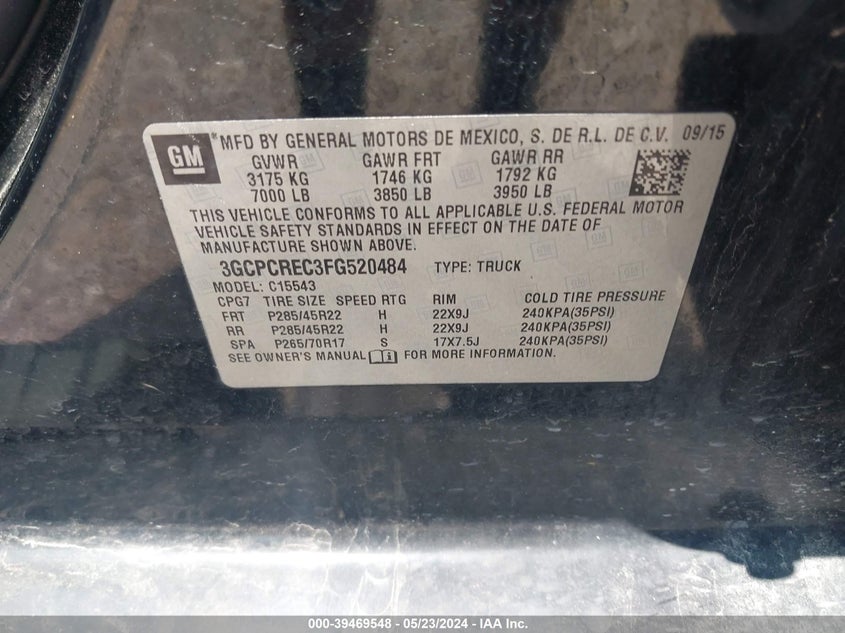 GM
*MFD BY GENERAL MOTORS DE MEXICO, S. DE R.L. DE C.V. 09/15
GVWR GAWR FRT GAWR RR
3175 KG 1746 KG 1792 KG
7000 LB 3850 LB 3950 LB
THIS VEHICLE CONFORMS TO ALL APPLICABLE U.S. FEDERAL MOTOR
VEHICLE SAFETY STANDARDS IN EFFECT ON THE DATE OF
MANUFACTURE SHOWN ABOVE.
3GCPCREC3FG520484 TYPE: TRUCK
MODEL: C15543
CPG7 TIRE SIZE SPEED RTG RIM COLD TIRE PRESSURE
FRT P285/45R22 H 22X9J 240KPA(35PSI)
RR P285/45R22 H 22X9J 240KPA(35PSI)
SPA P265/70R17 S 17X7.5J 240KPA(35PSI)
SEE OWNER'S MANUAL FOR MORE INFORMATION.
000-39469548 - 05/23/2024 - IAA Inc.